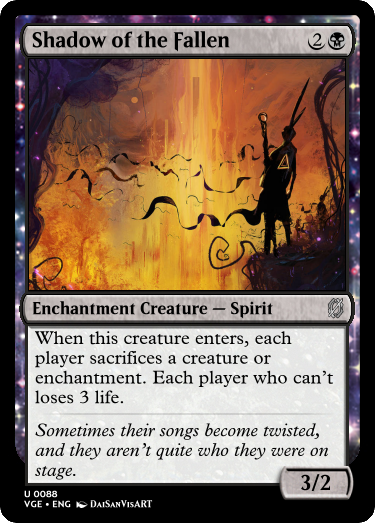 Shadow of the Fallen 2
Enchantment Creature — Spirit
When this creature enters, each
player sacrifices a creature or
enchantment. Each player who can't
loses 3 life.
Sometimes their songs become twisted,
and they aren't quite who they were on
stage.
3/2
U 0088
VGE • ENG DaiSanVisART